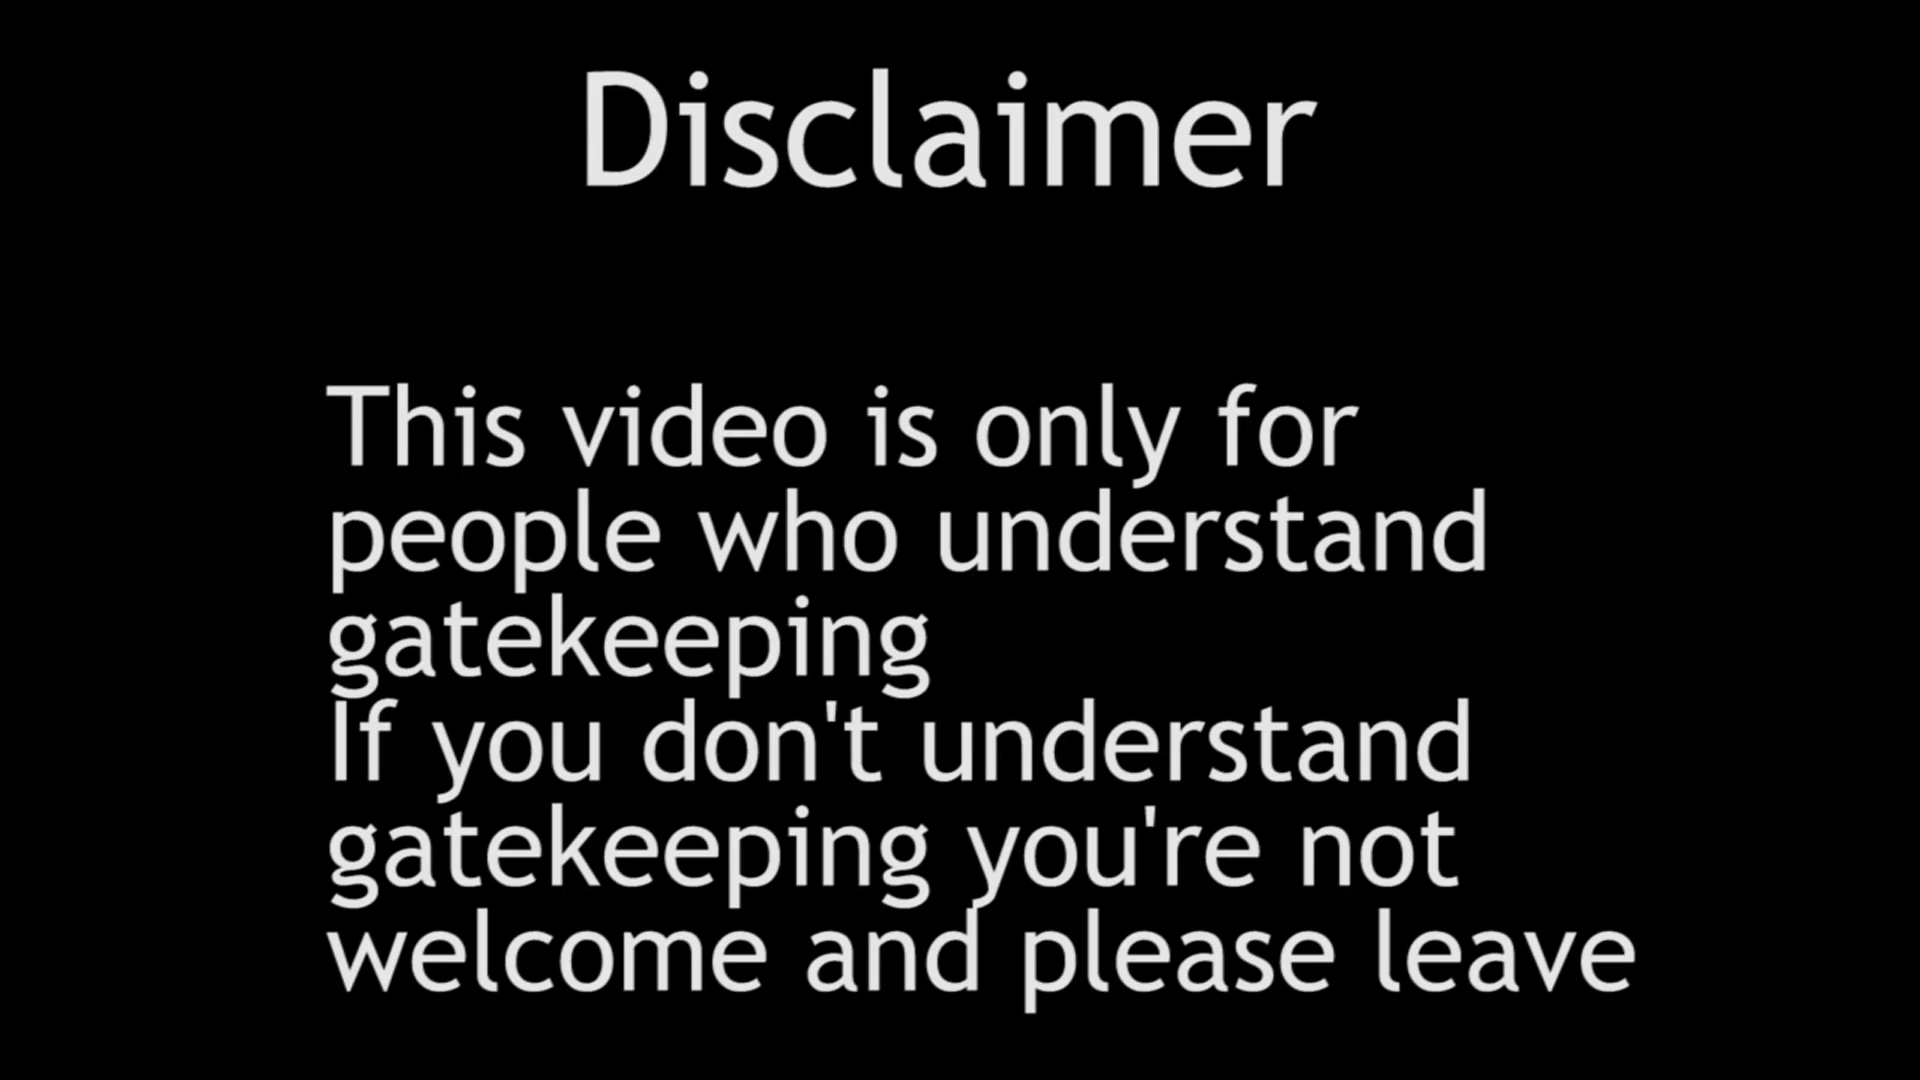 Disclaimer
This video is only for
people who understand
gatekeeping
If you don't understand
gatekeeping you're not
welcome and please leave